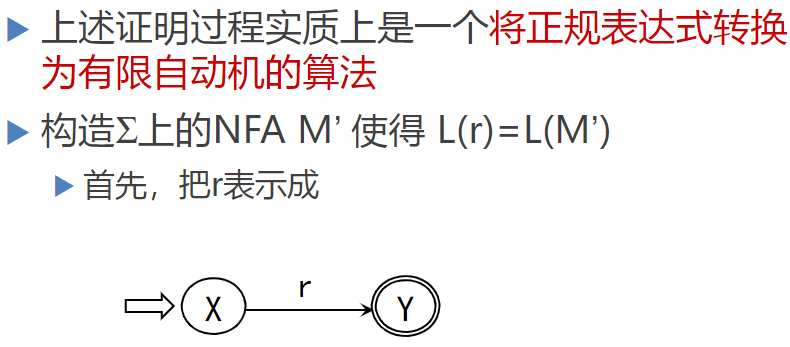 上述证明过程实质上是一个将正规表达式转换
为有限自动机的算法
构造Σ上的NFA M’ 使得 L(r)=L(M’)
首先，把r表示成
r
X Y